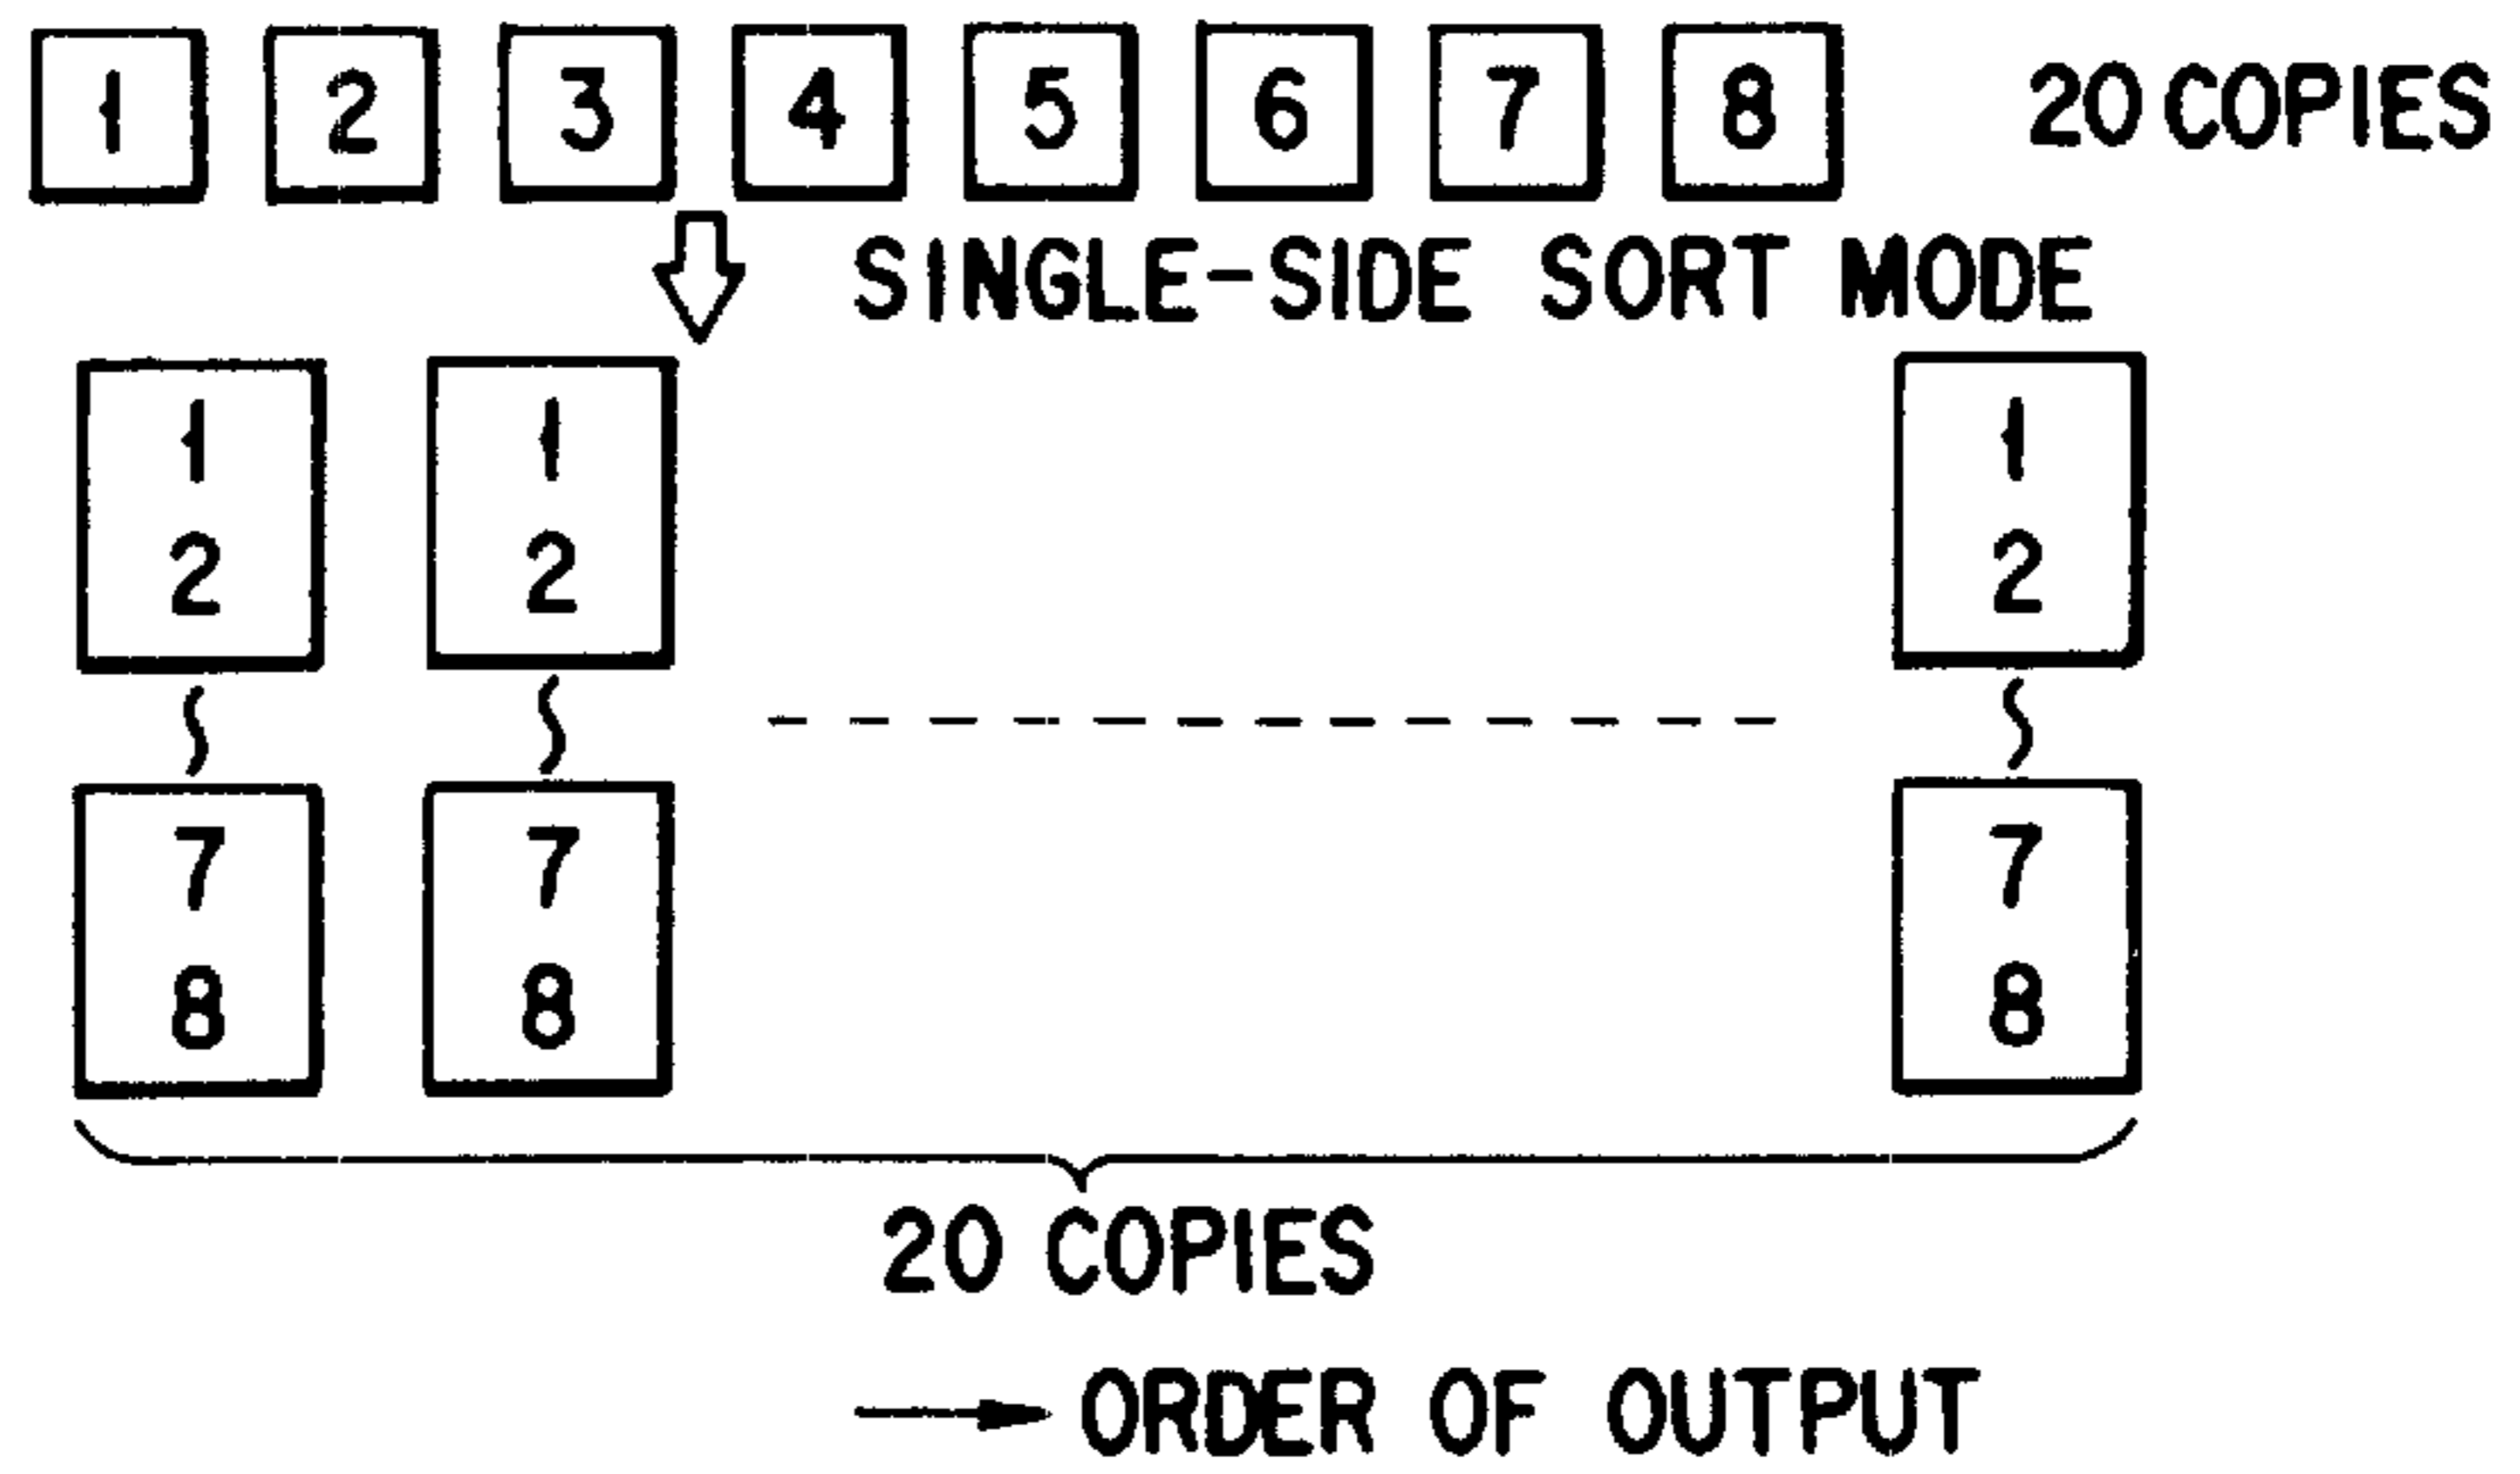 1 2 3 4 5 6 7 8 20 COPIES
SINGLE-SIDE SORT MODE
1 1 1
2 2 2
7 7 7
8 8 8
20 COPIES
ORDER OF OUTPUT